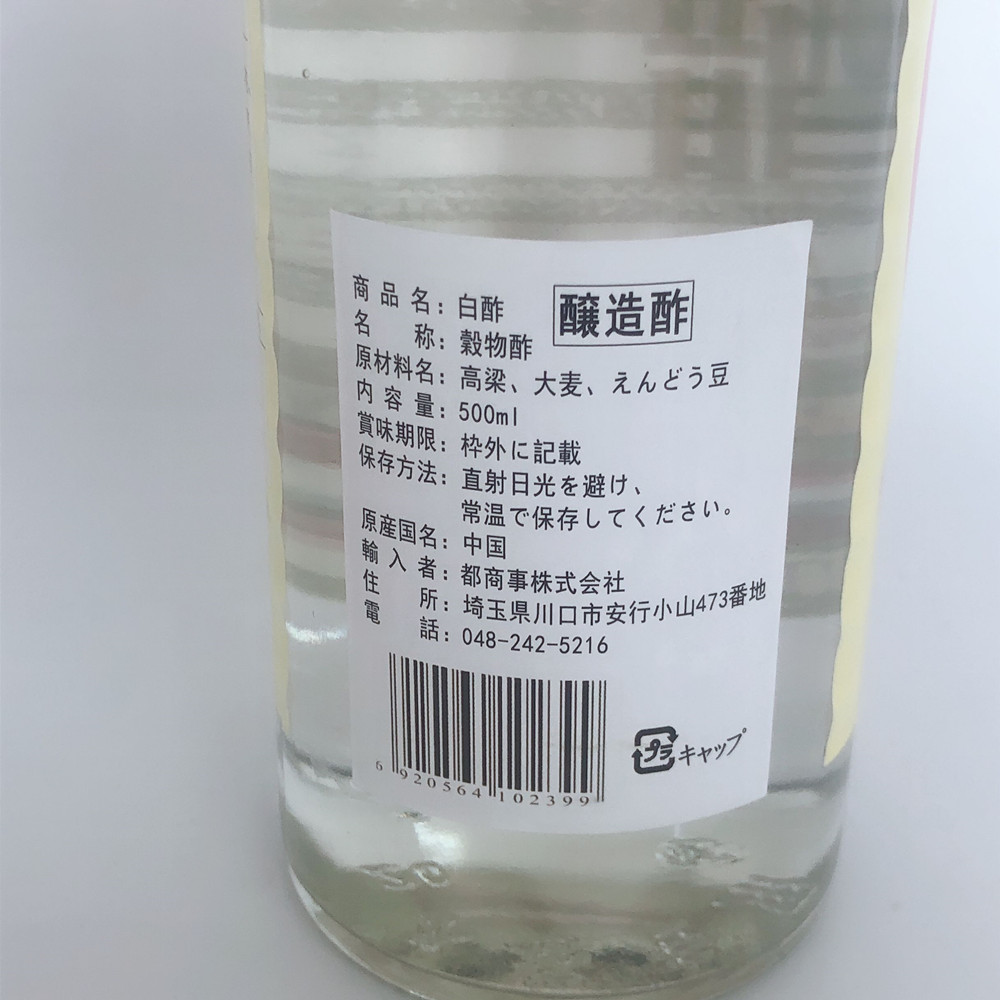 商品名：白酢
醸造酢
名　称：穀物酢
原材料名：高梁、大麦、えんどう豆
内容量：500ml
賞味期限：枠外に記載
保存方法：直射日光を避け、
常温で保存してください。
原産国名：中国
輸入者：都商事株式会社
住　所：埼玉県川口市安行小山473番地
電　話：048-242-5216
6 920564 102399
プラ キャップ